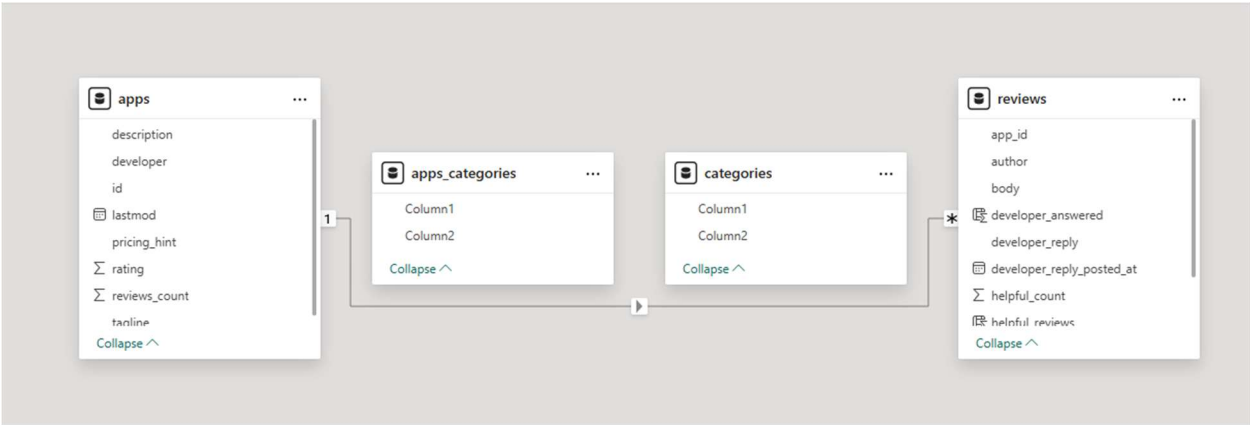 apps
...
description
developer
id
lastmod
pricing_hint
rating
reviews_count
tagline
Collapse
1
apps_categories
...
Column1
Column2
Collapse
categories
...
Column1
Column2
Collapse
*
reviews
...
app_id
author
body
developer_answered
developer_reply
developer_reply_posted_at
helpful_count
helpful_reviews
Collapse